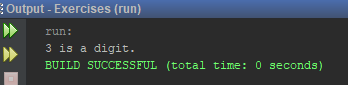 Output - Exercises (run)
run:
3 is a digit.
BUILD SUCCESSFUL (total time: 0 seconds)